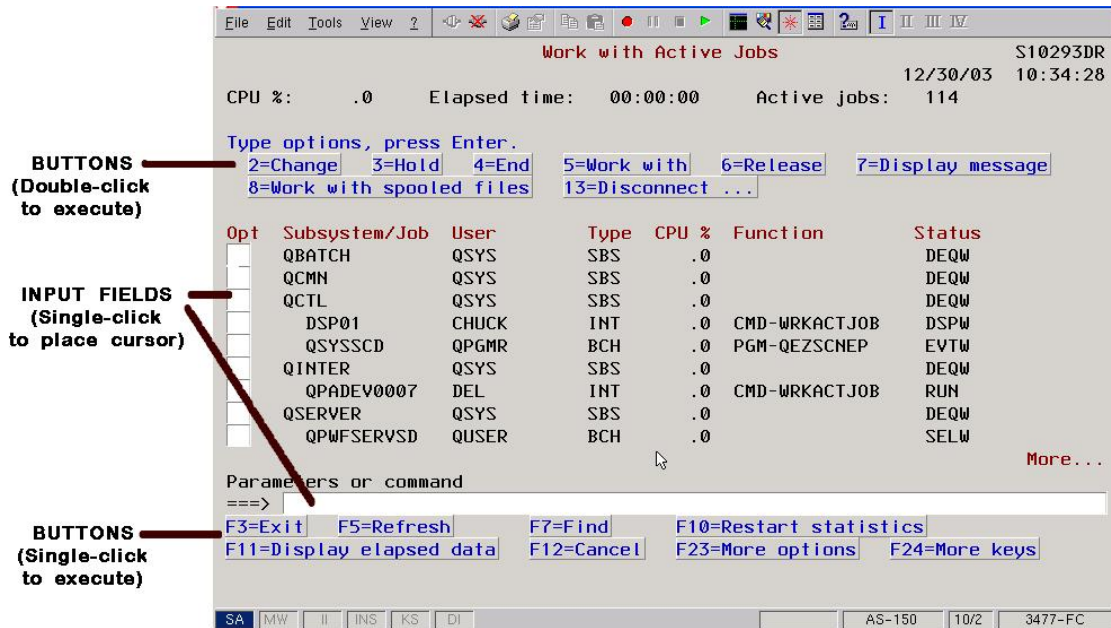 File Edit Tools View ?
I II III IV
Work with Active Jobs S10293DR
12/30/03 10:34:28
CPU %: .0 Elapsed time: 00:00:00 Active jobs: 114
Type options, press Enter.
2=Change 3=Hold 4=End 5=Work with 6=Release 7=Display message
8=Work with spooled files 13=Disconnect ...
BUTTONS
(Double-click
to execute)
Opt Subsystem/Job User Type CPU % Function Status
QBATCH QSYS SBS .0 DEQW
QCMN QSYS SBS .0 DEQW
QCTL QSYS SBS .0 DEQW
DSP01 CHUCK INT .0 CMD-WRKACTJOB DSPW
QSYSSCD QPGMR BCH .0 PGM-QEZSCNEP EVTW
QINTER QSYS SBS .0 DEQW
QPADEV0007 DEL INT .0 CMD-WRKACTJOB RUN
QSERVER QSYS SBS .0 DEQW
QPWFSERVSD QUSER BCH .0 SELW
INPUT FIELDS
(Single-click
to place cursor)
More...
Parameters or command
===>
F3=Exit F5=Refresh F7=Find F10=Restart statistics
F11=Display elapsed data F12=Cancel F23=More options F24=More keys
BUTTONS
(Single-click
to execute)
SA MW II INS KS DI AS-150 10/2 3477-FC